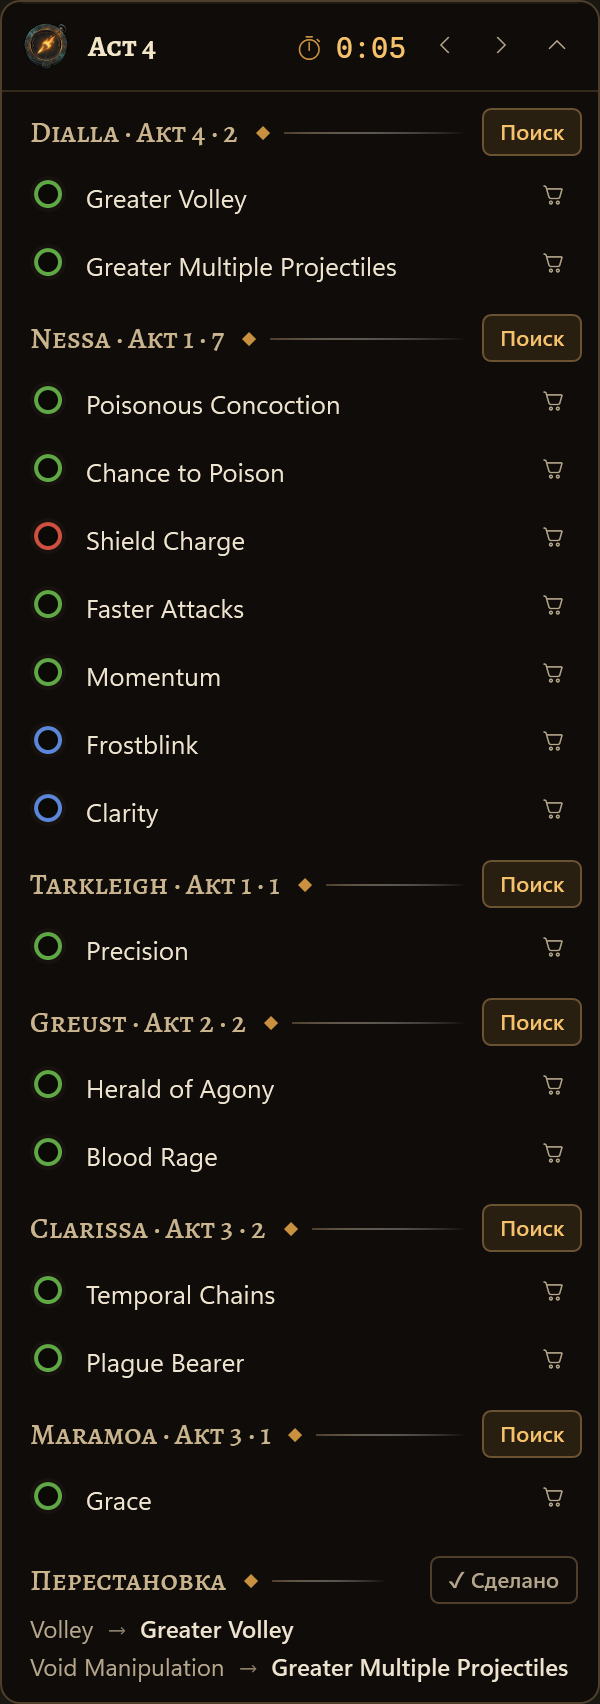 Act 4 0:05
Dialla · Акт 4 · 2 Поиск
Greater Volley
Greater Multiple Projectiles
Nessa · Акт 1 · 7 Поиск
Poisonous Concoction
Chance to Poison
Shield Charge
Faster Attacks
Momentum
Frostblink
Clarity
Tarkleigh · Акт 1 · 1 Поиск
Precision
Greust · Акт 2 · 2 Поиск
Herald of Agony
Blood Rage
Clarissa · Акт 3 · 2 Поиск
Temporal Chains
Plague Bearer
Maramoa · Акт 3 · 1 Поиск
Grace
Перестановка ✓ Сделано
Volley → Greater Volley
Void Manipulation → Greater Multiple Projectiles